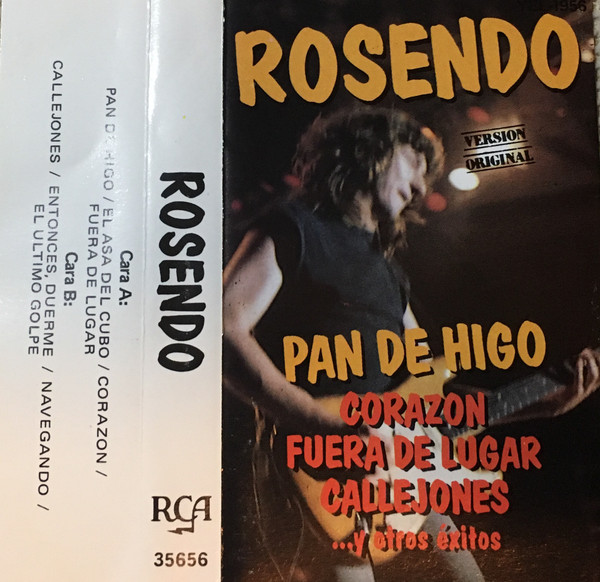 Cara A:
PAN DE HIGO / EL ASA DEL CUBO / CORAZON /
FUERA DE LUGAR
Cara B:
CALLEJONES / ENTONCES, DUERME / NAVEGANDO /
EL ULTIMO GOLPE
ROSENDO
RCA
35656
1956
ROSENDO
VERSION
ORIGINAL
PAN DE HIGO
CORAZON
FUERA DE LUGAR
CALLEJONES
...y otros éxitos